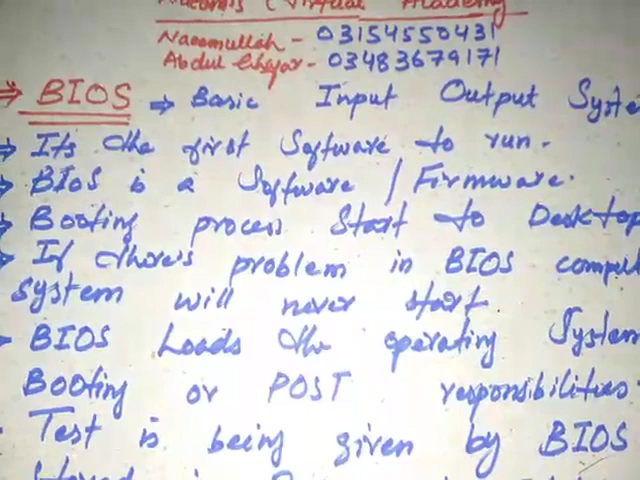 Virtual Academy
Naeemullah - 03154550431
Abdul - 03483679171
⇒ BIOS → Basic Input Output Syste
→ Its the first Software to run.
→ BIOS is a Software / Firmware.
→ Booting process Start to Desktop
→ If there's problem in BIOS comput
system will never start
- BIOS Loads the operating System
Booting or POST responsibilities.
- Test is being given by BIOS